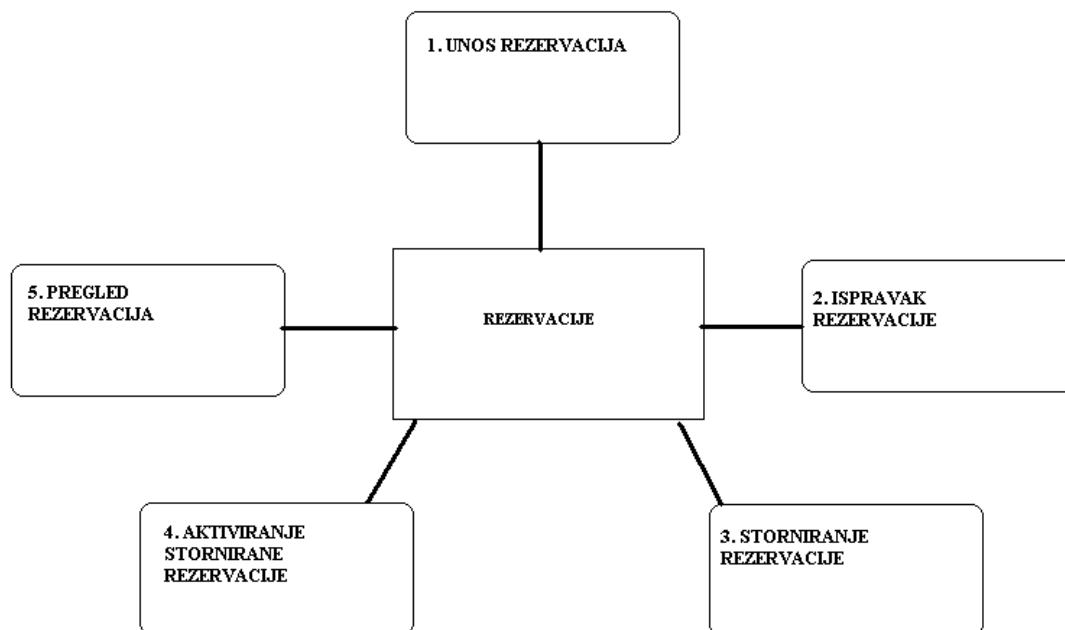 1. UNOS REZERVACIJA
5. PREGLED
REZERVACIJA
REZERVACIJE
2. ISPRAVAK
REZERVACIJE
4. AKTIVIRANJE
STORNIRANE
REZERVACIJE
3. STORNIRANJE
REZERVACIJE